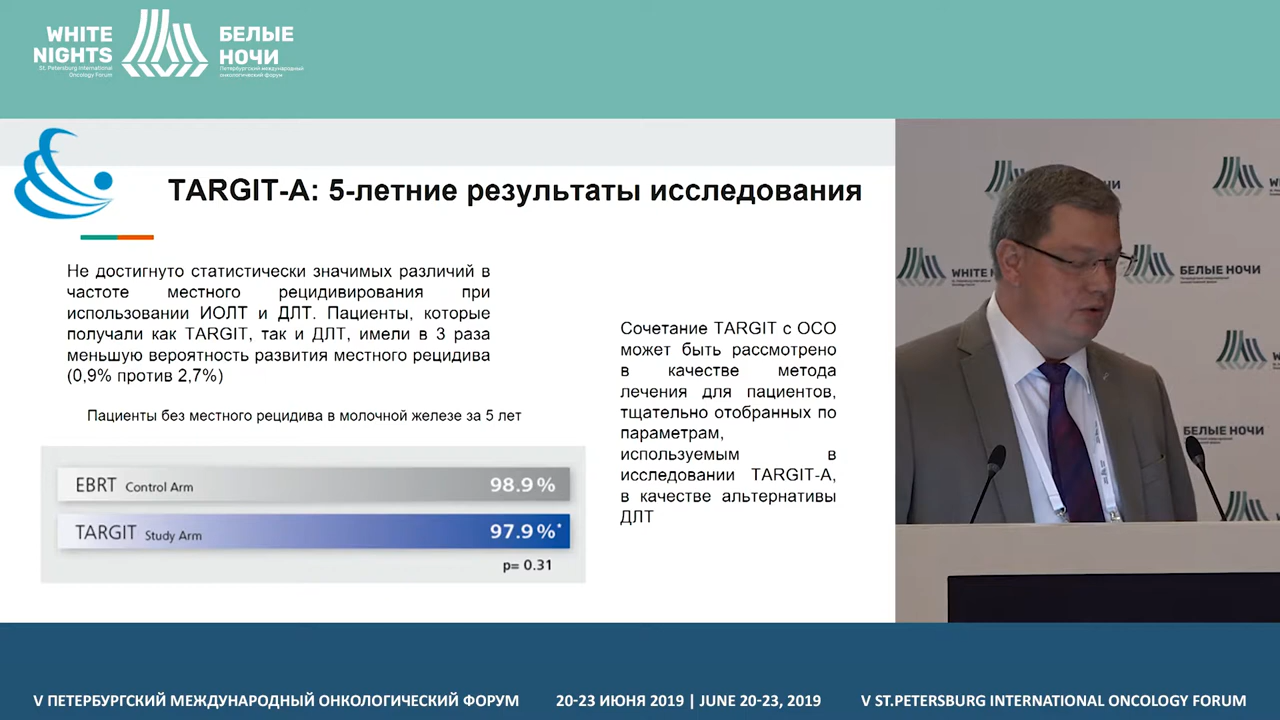 WHITE
NIGHTS
St. Petersburg International
Oncology Forum
БЕЛЫЕ
НОЧИ
Петербургский международный
онкологический форум
TARGIT-A: 5-летние результаты исследования
Не достигнуто статистически значимых различий в
частоте местного рецидивирования при
использовании ИОЛТ и ДЛТ. Пациенты, которые
получали как TARGIT, так и ДЛТ, имели в 3 раза
меньшую вероятность развития местного рецидива
(0,9% против 2,7%)
Пациенты без местного рецидива в молочной железе за 5 лет
EBRT Control Arm 98.9%
TARGIT Study Arm 97.9%*
p= 0.31
Сочетание TARGIT с ОСО
может быть рассмотрено
в качестве метода
лечения для пациентов,
тщательно отобранных по
параметрам,
используемым в
исследовании TARGIT-A,
в качестве альтернативы
ДЛТ
WHITE
БЕЛЫЕ НОЧИ
БЕЛЫЕ НОЧИ
V ПЕТЕРБУРГСКИЙ МЕЖДУНАРОДНЫЙ ОНКОЛОГИЧЕСКИЙ ФОРУМ
20-23 ИЮНЯ 2019 | JUNE 20-23, 2019
V ST.PETERSBURG INTERNATIONAL ONCOLOGY FORUM